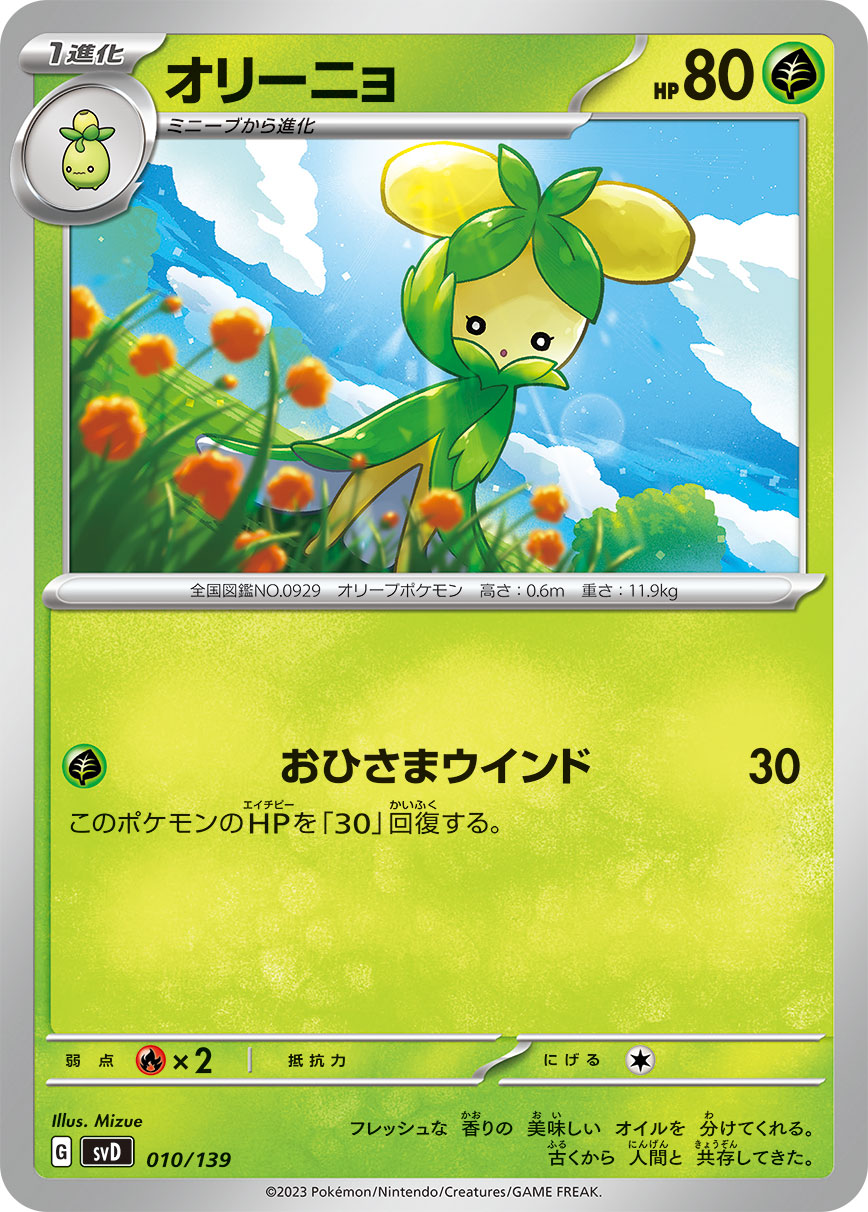 1進化
オリーニョ
HP80
ミニーブから進化
全国図鑑NO.0929 オリーブポケモン 高さ:0.6m 重さ:11.9kg
おひさまウインド 30
エイチピー かいふく
このポケモンのHPを「30」回復する。
弱点 ×2 抵抗力 にげる
Illus. Mizue
かお おい わ
フレッシュな 香りの 美味しい オイルを 分けてくれる。
ふる にんげん きょうぞん
古くから 人間と 共存してきた。
G svD 010/139
©2023 Pokémon/Nintendo/Creatures/GAME FREAK.